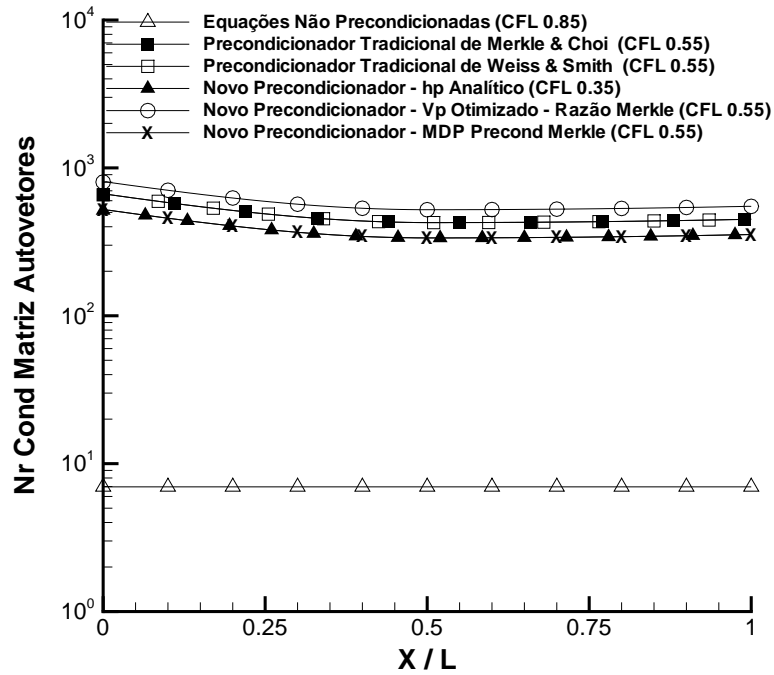 Equações Não Precondicionadas (CFL 0.85)
Precondicionador Tradicional de Merkle & Choi (CFL 0.55)
Precondicionador Tradicional de Weiss & Smith (CFL 0.55)
Novo Precondicionador - hp Analítico (CFL 0.35)
Novo Precondicionador - Vp Otimizado - Razão Merkle (CFL 0.55)
X Novo Precondicionador - MDP Precond Merkle (CFL 0.55)
Nr Cond Matriz Autovetores
10⁴
10³
10²
10¹
10⁰
0 0.25 0.5 0.75 1
X / L